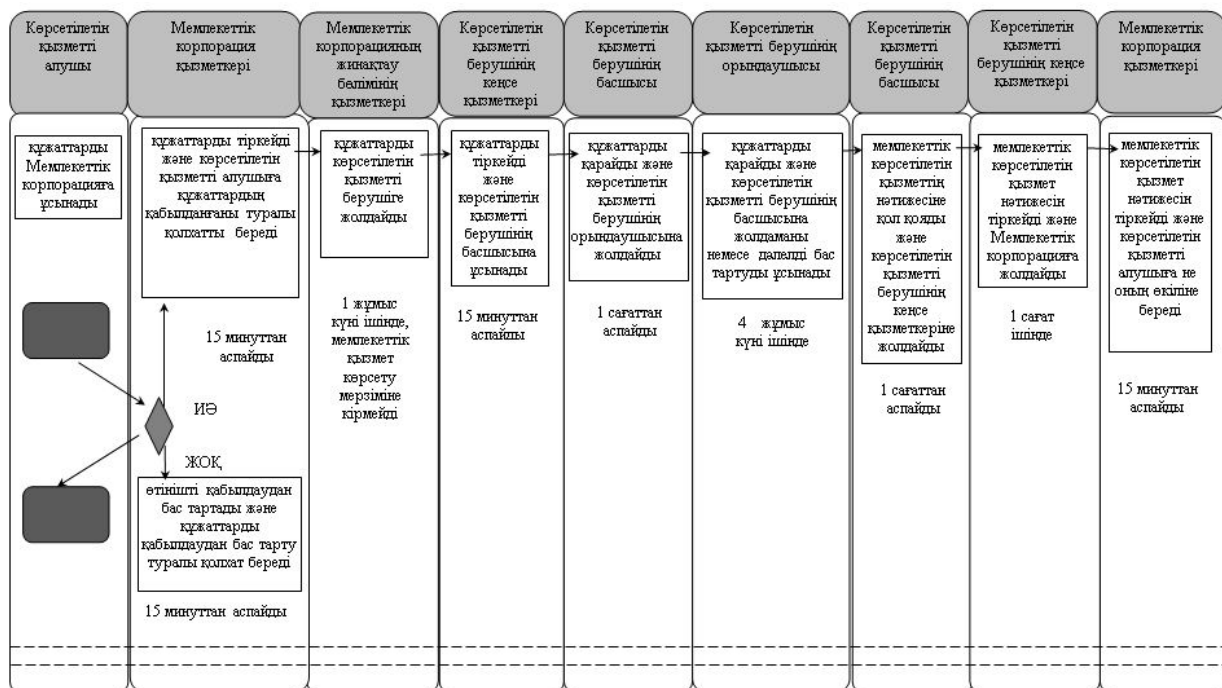 Көрсетілетін
қызметті
алушы
Мемлекеттік
корпорация
қызметкері
Мемлекеттік
корпорацияның
жинақтау
бөлімінің
қызметкері
Көрсетілетін
қызметті
берушінің
кеңсе
қызметкері
Көрсетілетін
қызметті
берушінің
басшысы
Көрсетілетін
қызметті берушінің
орындаушысы
Көрсетілетін
қызметті
берушінің
басшысы
Көрсетілетін
қызметті
берушінің кеңсе
қызметкері
Мемлекеттік
корпорация
қызметкері
құжаттарды
Мемлекеттік
корпорацияға
ұсынады
құжаттарды тіркейді
және көрсетілетін
қызметті алушыға
құжаттардың
қабылданғаны туралы
қолхатты береді
15 минуттан
аспайды
ИӘ
ЖОҚ
өтінішті қабылдаудан
бас тартады және
құжаттарды
қабылдаудан бас тарту
туралы қолхат береді
15 минуттан аспайды
құжаттарды
көрсетілетін
қызметті
берушіге
жолдайды
1 жұмыс
күні ішінде,
мемлекеттік
қызмет
көрсету
мерзіміне
кірмейді
құжаттарды
тіркейді
және
көрсетілетін
қызметті
берушінің
басшысына
ұсынады
15 минуттан
аспайды
құжаттарды
қарайды және
көрсетілетін
қызметті
берушінің
орындаушысына
жолдайды
1 сағаттан
аспайды
құжаттарды
қарайды және
көрсетілетін
қызметті берушінің
басшысына
жолдаманы
немесе дәлелді бас
тартуды ұсынады
4 жұмыс
күні ішінде
мемлекеттік
көрсетілетін
қызметтің
нәтижесіне
қол қояды
және
көрсетілетін
қызметті
берушінің
кеңсе
қызметкеріне
жолдайды
1 сағаттан
аспайды
мемлекеттік
көрсетілетін
қызмет
нәтижесін
тіркейді және
Мемлекеттік
корпорацияға
жолдайды
1 сағат
ішінде
мемлекеттік
көрсетілетін
қызмет
нәтижесін
тіркейді және
көрсетілетін
қызметті
алушыға не
оның өкіліне
береді
15 минуттан
аспайды